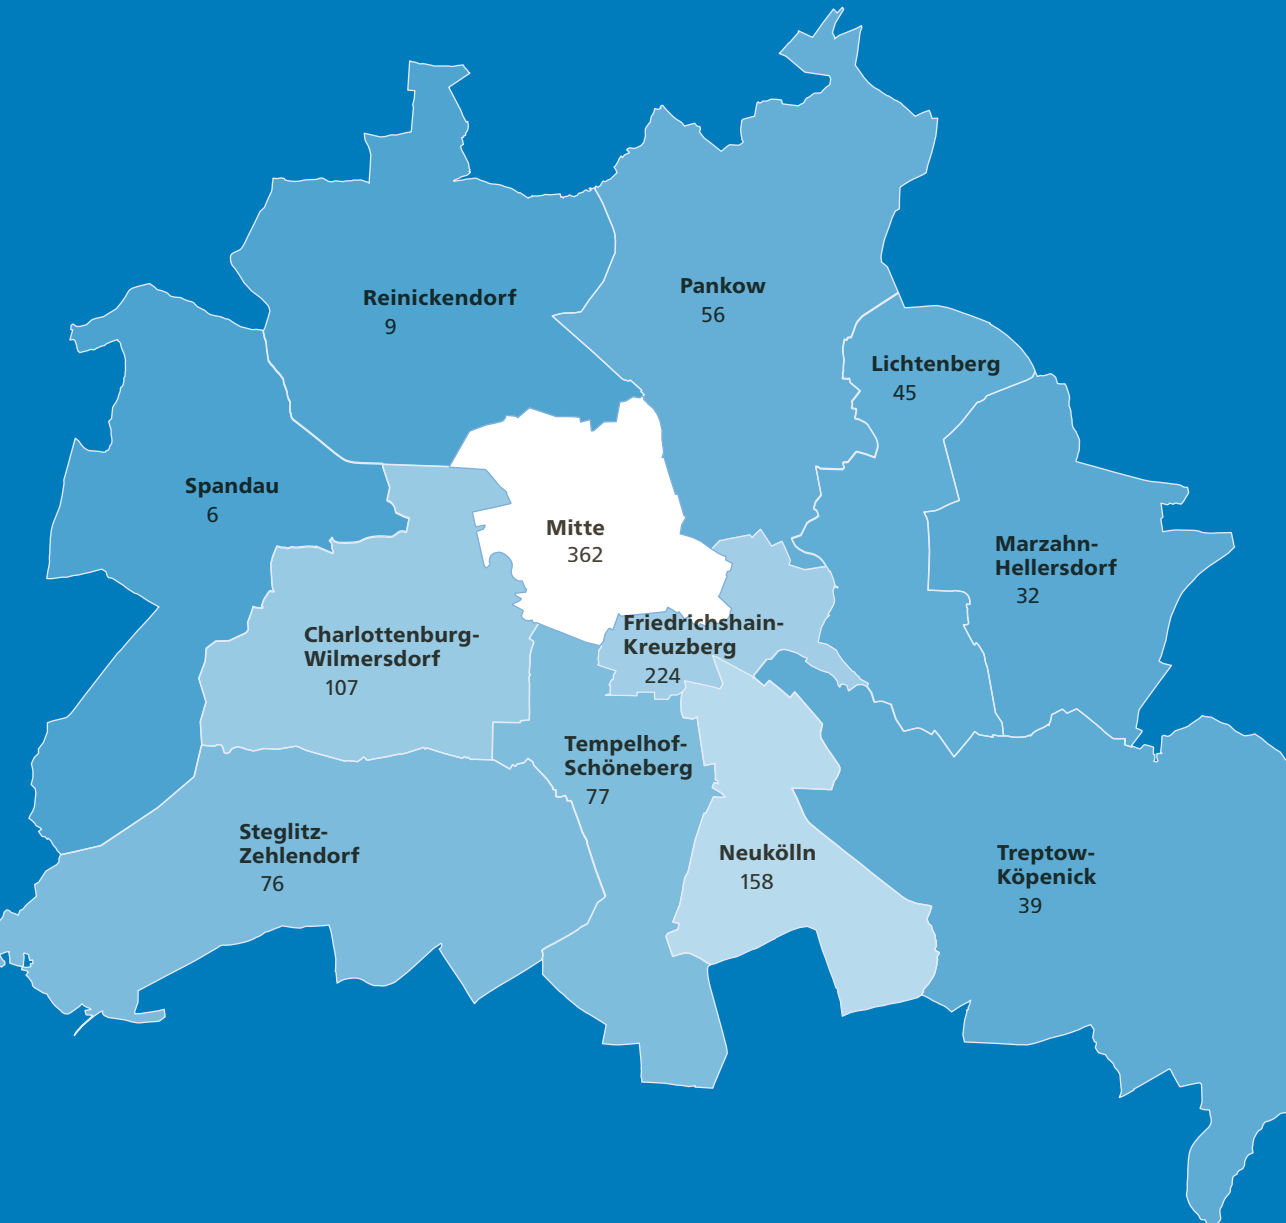 Pankow
56
Reinickendorf
9
Lichtenberg
45
Spandau
6
Mitte
362
Marzahn-
Hellersdorf
32
Friedrichshain-
Kreuzberg
224
Charlottenburg-
Wilmersdorf
107
Tempelhof-
Schöneberg
77
Steglitz-
Zehlendorf
76
Neukölln
158
Treptow-
Köpenick
39